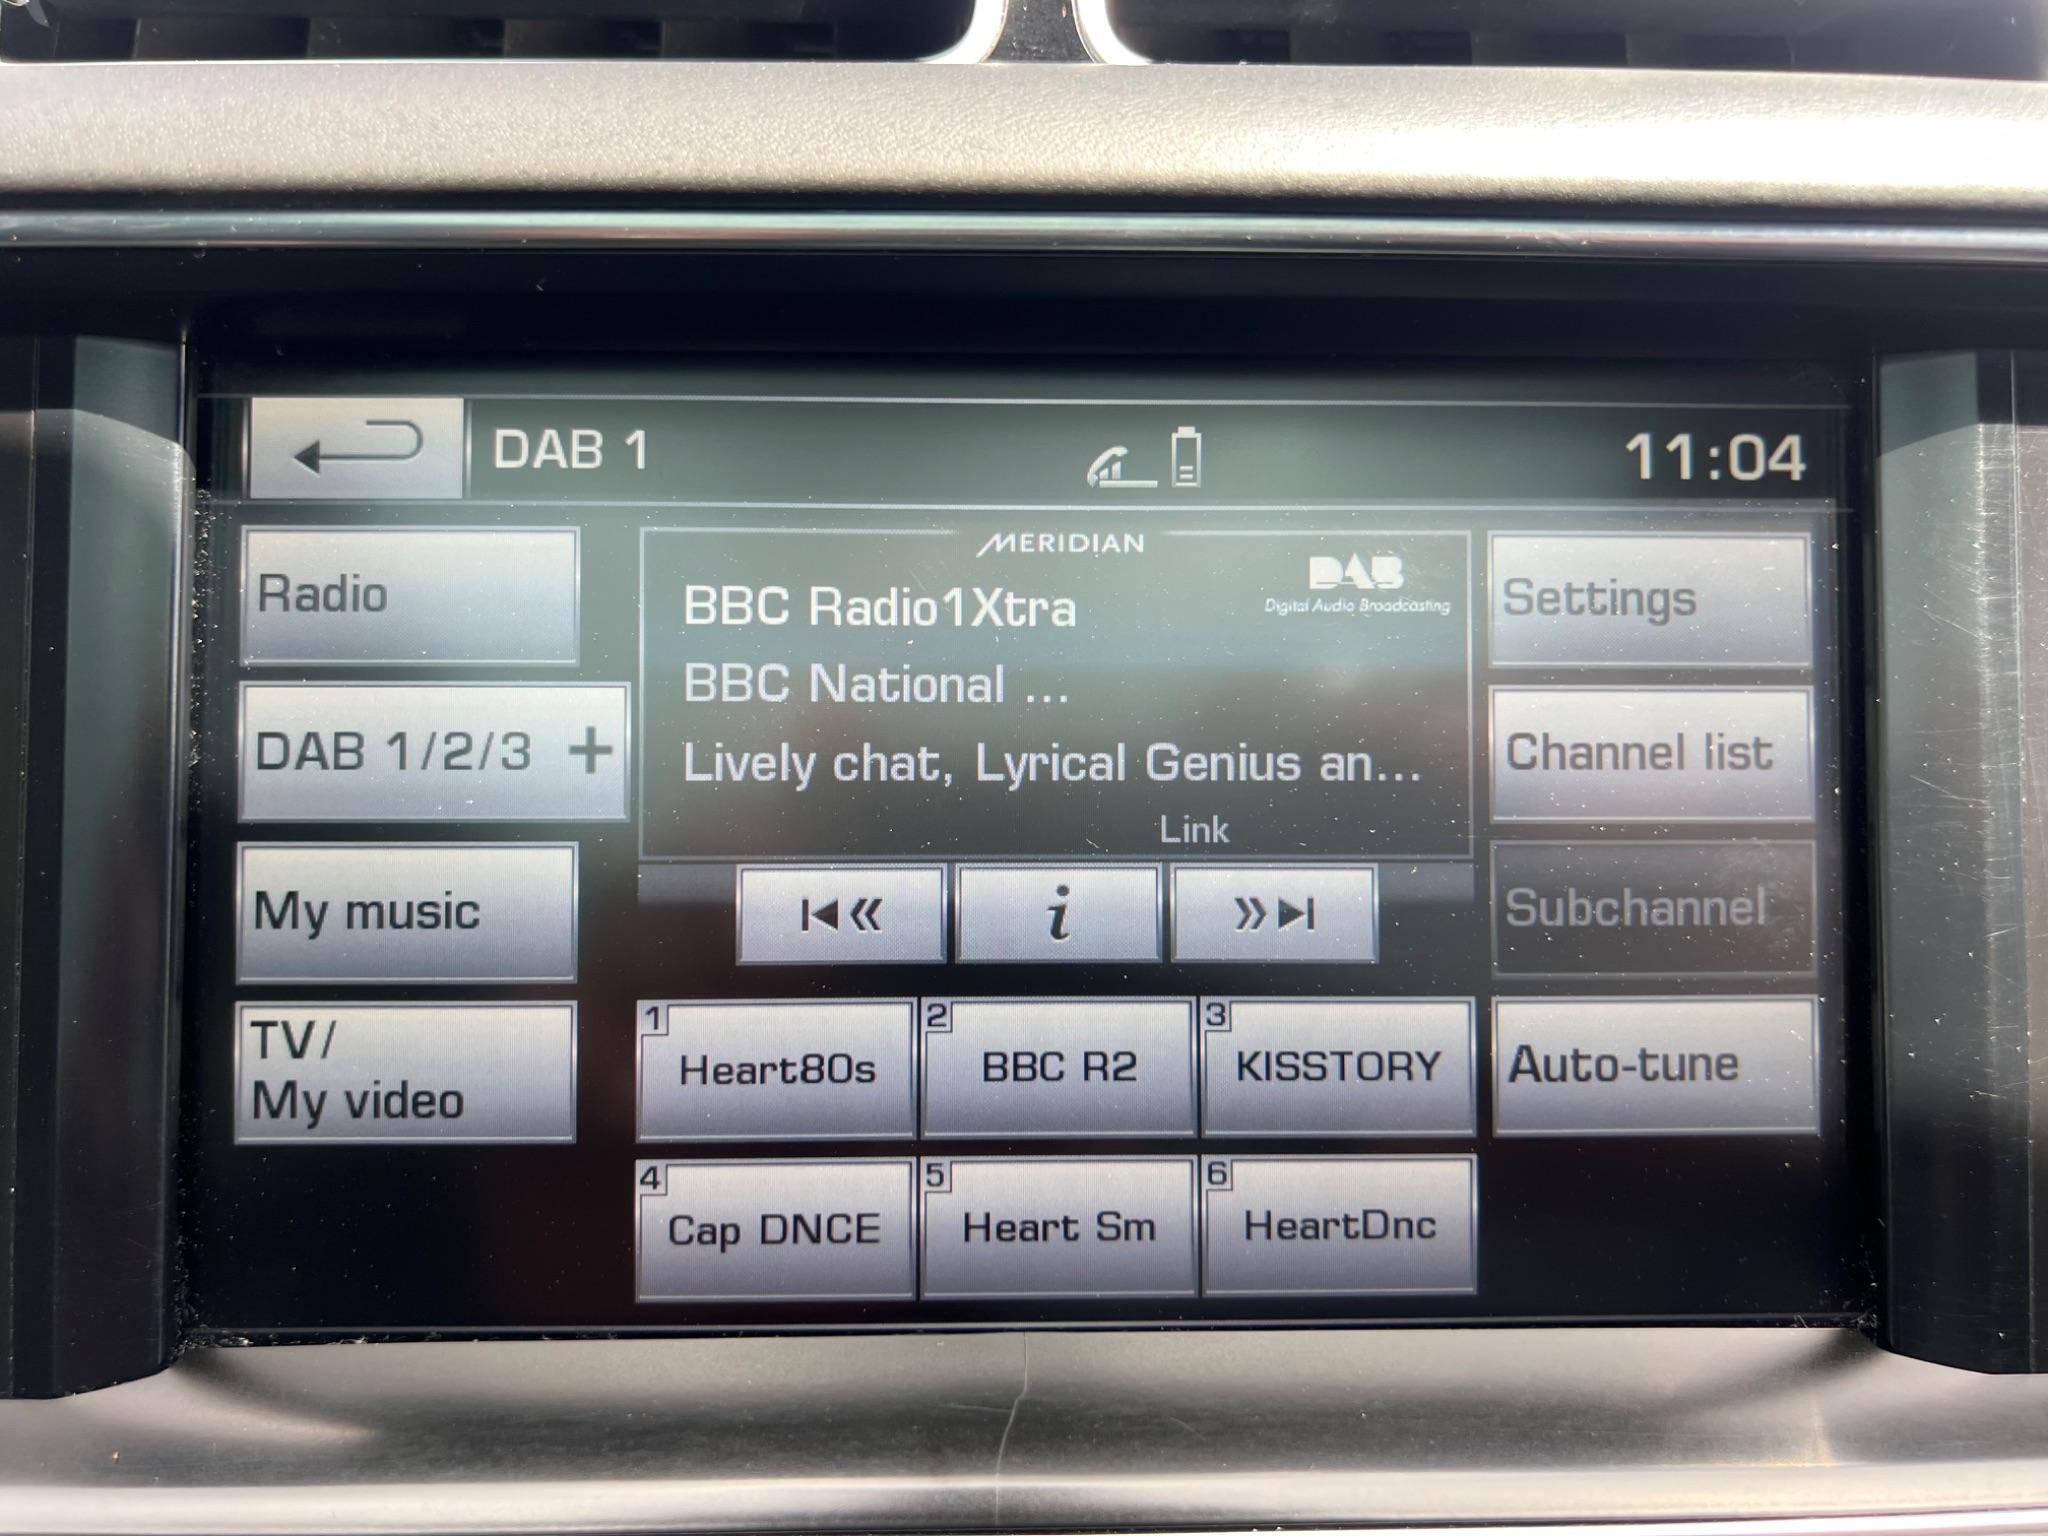 DAB 1
11:04
Radio
DAB 1/2/3 +
My music
TV/
My video
MERIDIAN
DAB
Digital Audio Broadcasting
BBC Radio1Xtra
BBC National ...
Lively chat, Lyrical Genius an...
Link
i
Settings
Channel list
Subchannel
Auto-tune
1
Heart80s
2
BBC R2
3
KISSTORY
4
Cap DNCE
5
Heart Sm
6
HeartDnc